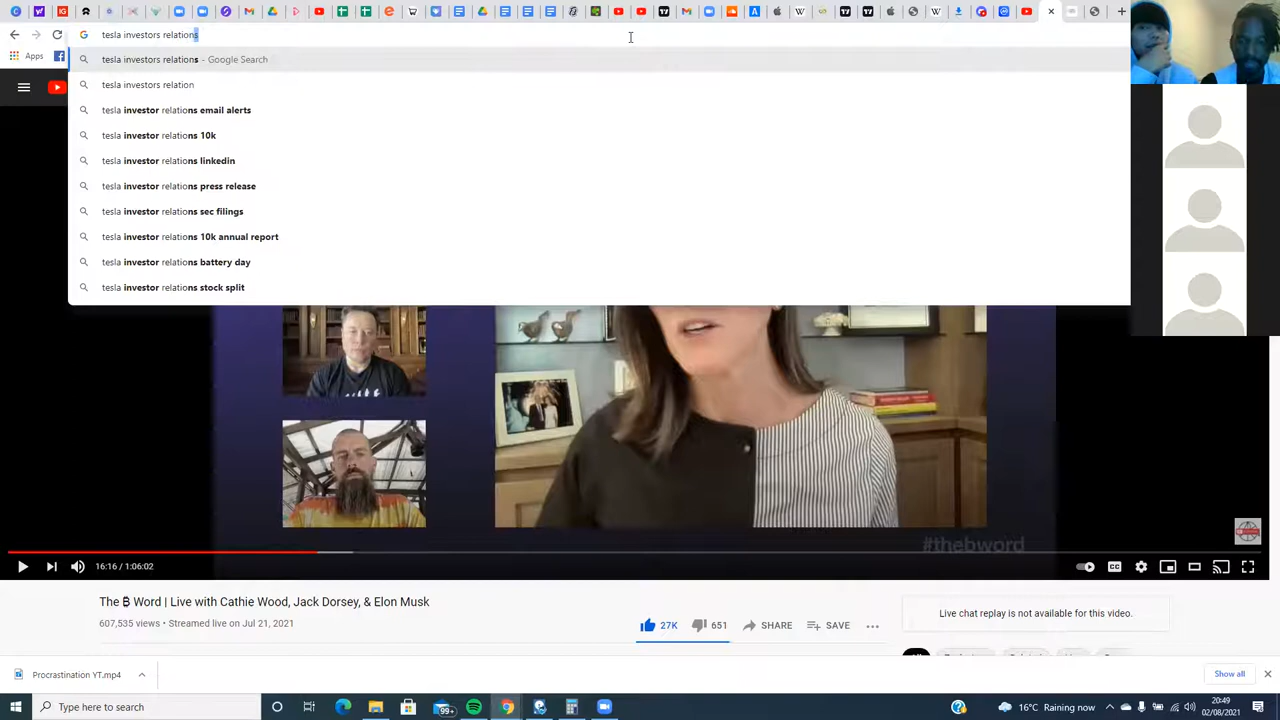 tesla investors relations
Apps
tesla investors relations - Google Search
tesla investors relation
tesla investor relations email alerts
tesla investor relations 10k
tesla investor relations linkedin
tesla investor relations press release
tesla investor relations sec filings
tesla investor relations 10k annual report
tesla investor relations battery day
tesla investor relations stock split
#thebword
16:16 / 1:06:02
The ₿ Word | Live with Cathie Wood, Jack Dorsey, & Elon Musk
607,535 views • Streamed live on Jul 21, 2021
27K 651 SHARE SAVE
Live chat replay is not available for this video.
Procrastination YT.mp4
Show all
Type here to search
99+
16°C Raining now
20:49
02/08/2021